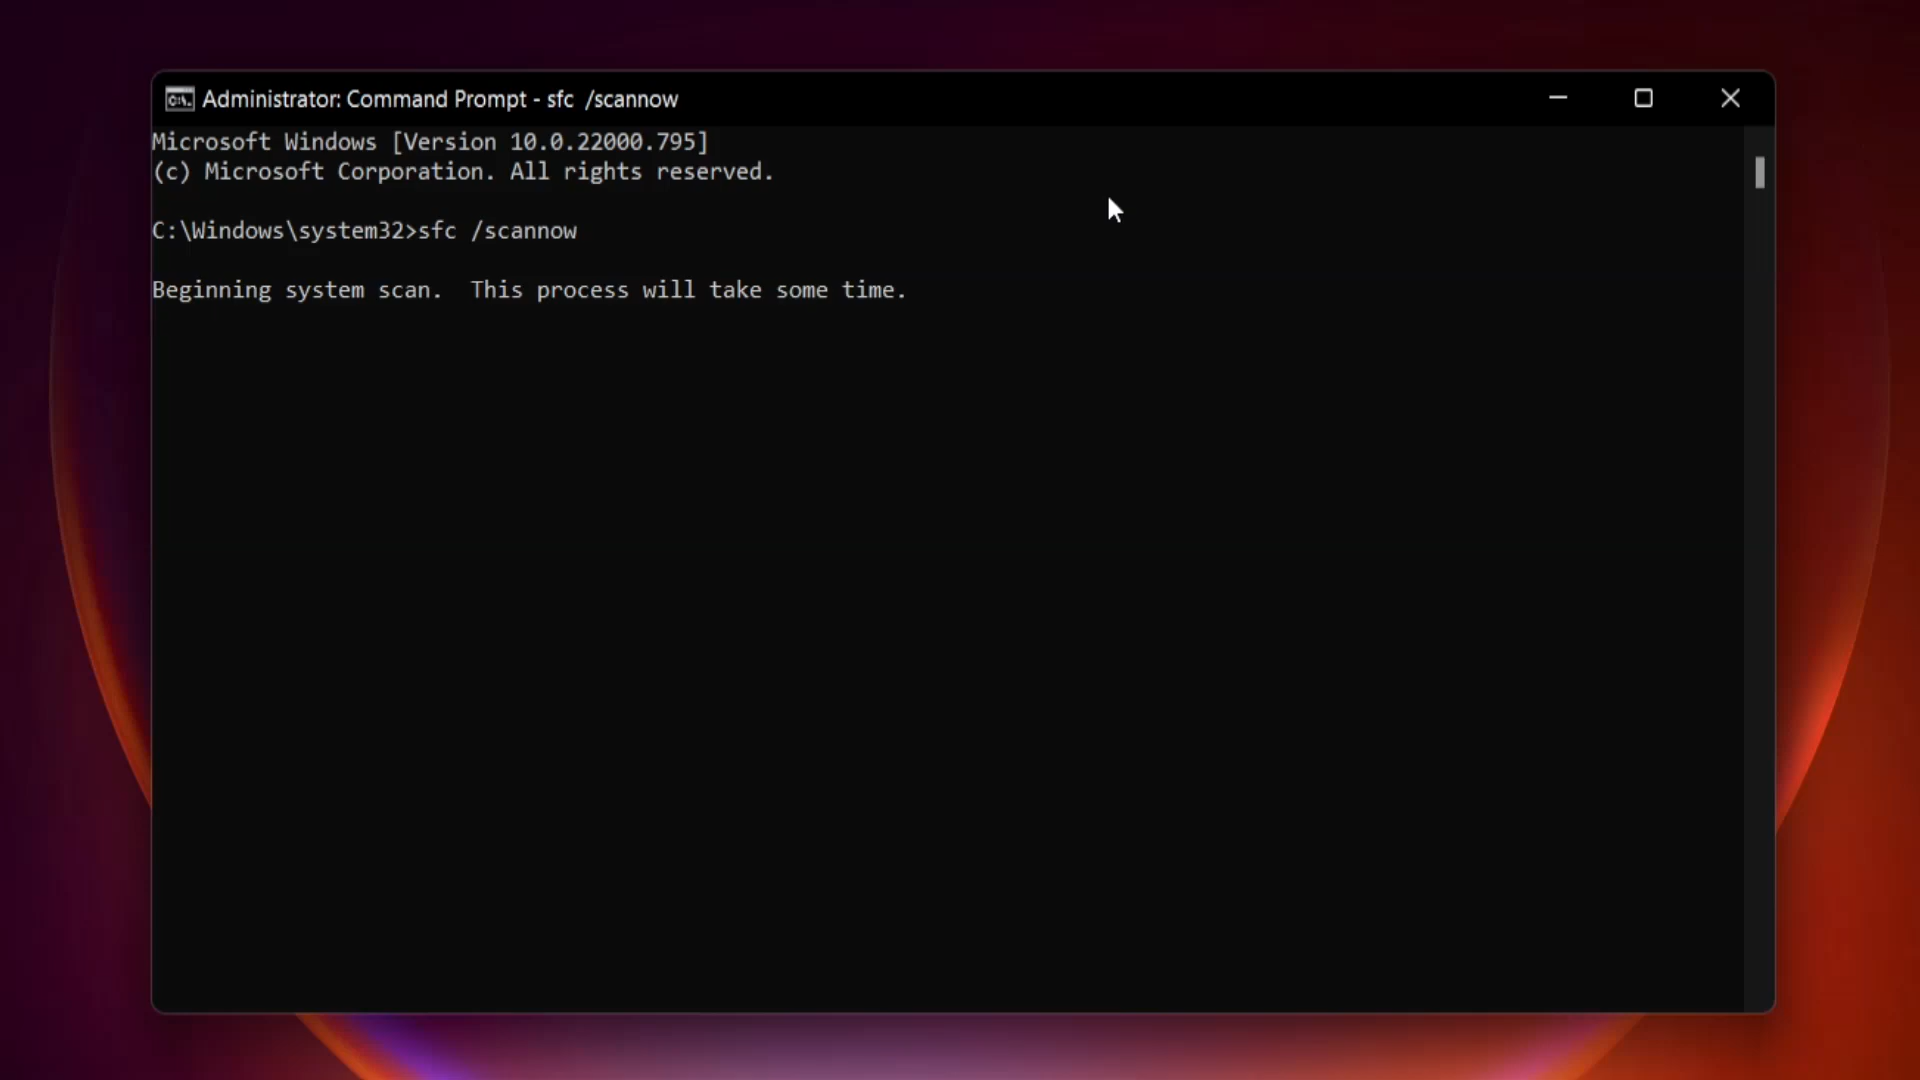 Administrator: Command Prompt - sfc  /scannow
Microsoft Windows [Version 10.0.22000.795]
(c) Microsoft Corporation. All rights reserved.
C:\Windows\system32>sfc /scannow
Beginning system scan.  This process will take some time.